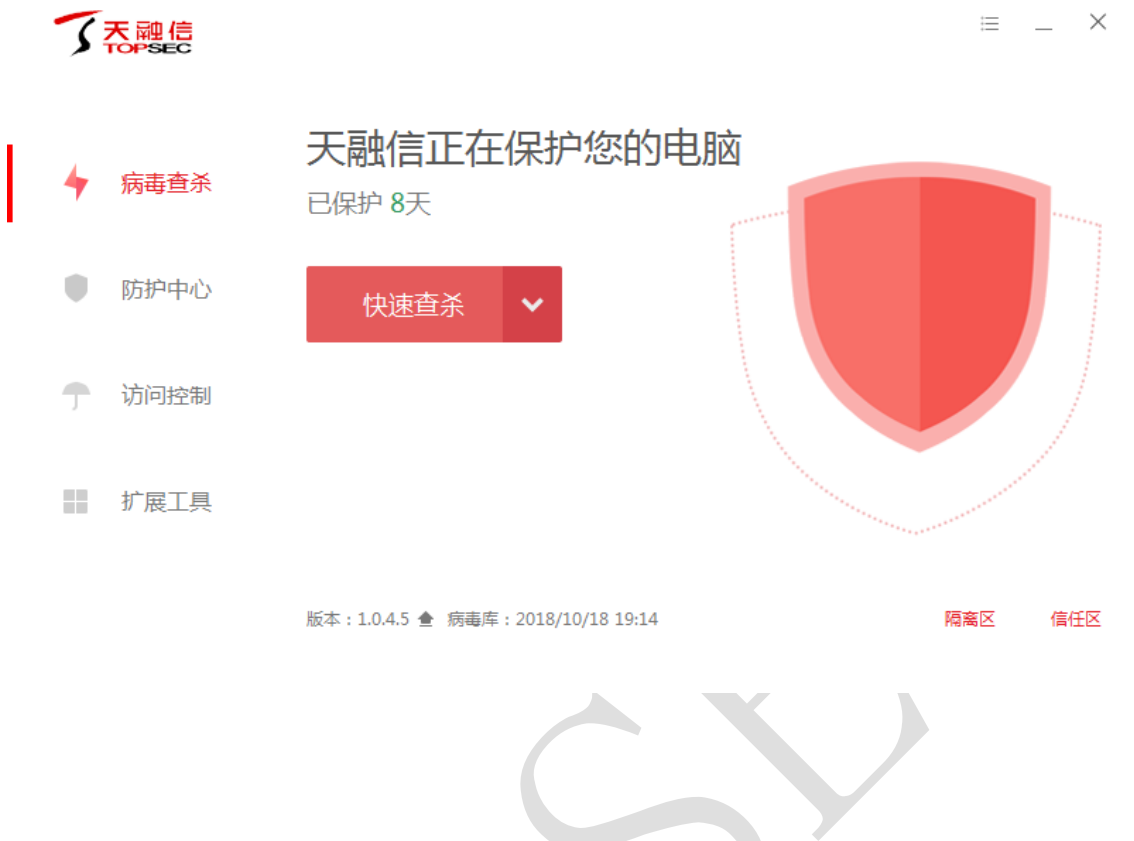 天融信
TOPSEC
天融信正在保护您的电脑
已保护 8天
病毒查杀
快速查杀
防护中心
访问控制
扩展工具
版本：1.0.4.5 病毒库：2018/10/18 19:14
隔离区 信任区